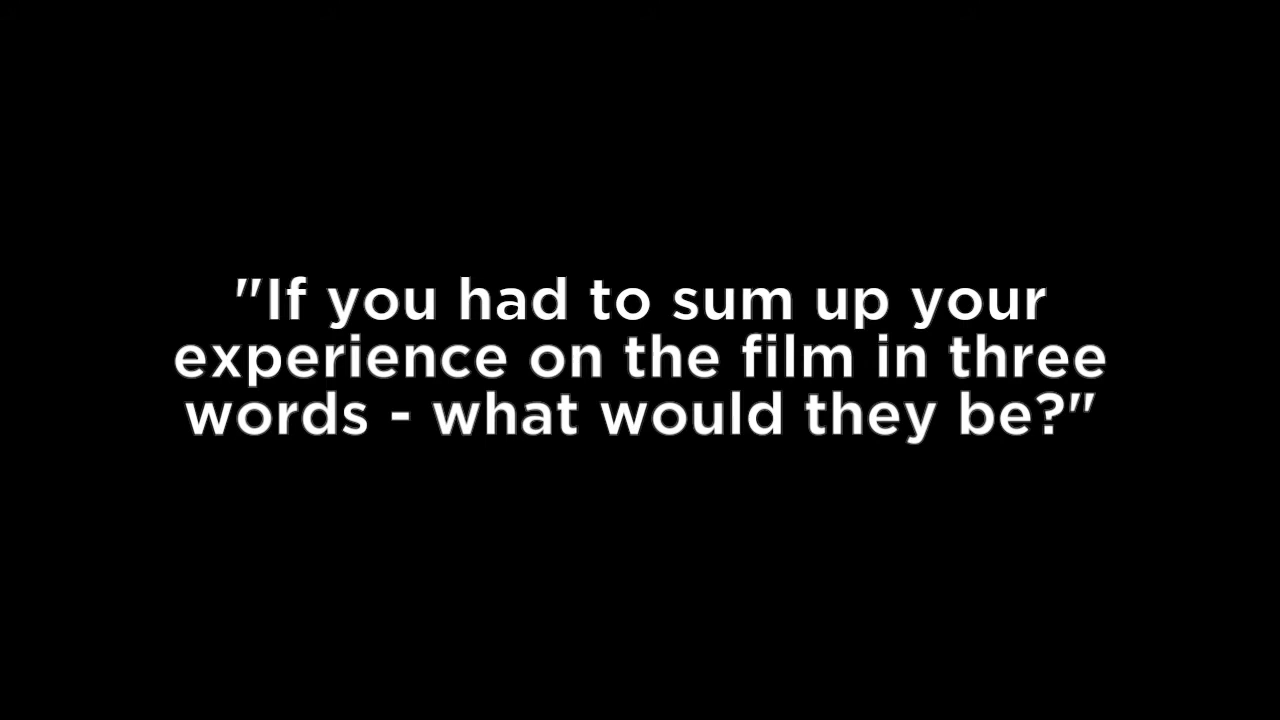 "If you had to sum up your
experience on the film in three
words - what would they be?"